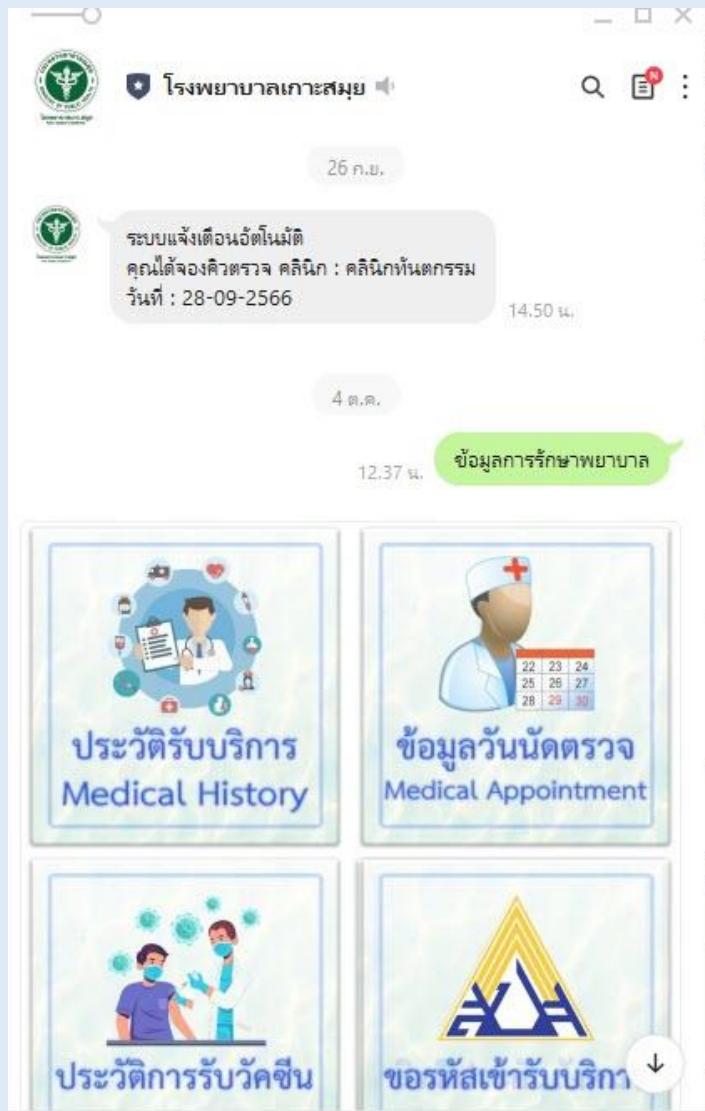 โรงพยาบาลเกาะสมุย
N
26 ก.ย.
ระบบแจ้งเตือนอัตโนมัติ
คุณได้จองคิวตรวจ คลินิก : คลินิกทันตกรรม
วันที่ : 28-09-2566
14.50 น.
4 ต.ค.
ข้อมูลการรักษาพยาบาล
12.37 น.
22 23 24
25 26 27
28 29 30
ประวัติรับบริการ
Medical History
ข้อมูลวันนัดตรวจ
Medical Appointment
ประวัติการรับวัคซีน
ขอรหัสเข้ารับบริกา